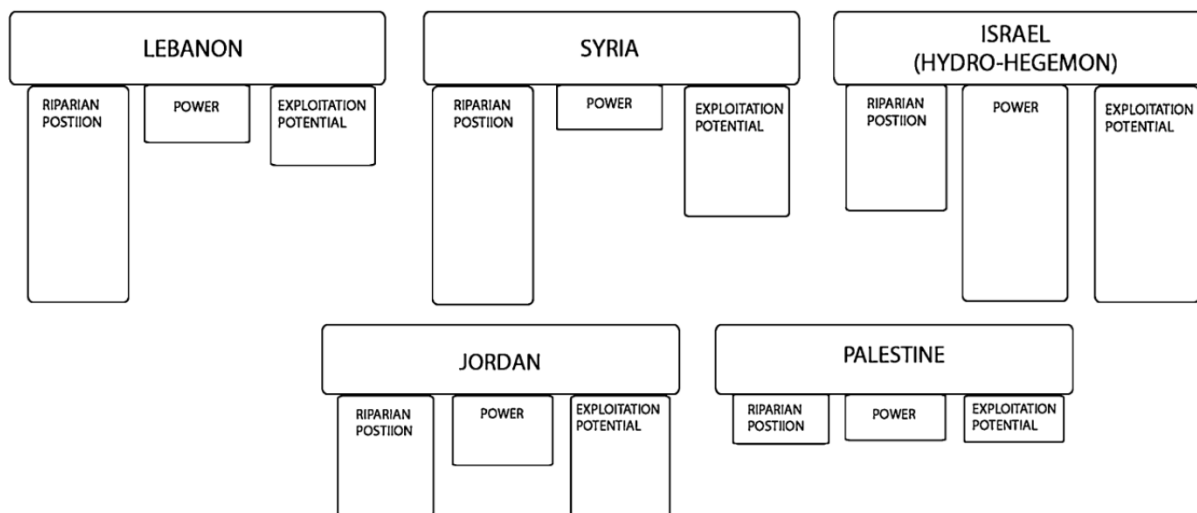 LEBANON
RIPARIAN
POSTIION
POWER
EXPLOITATION
POTENTIAL
SYRIA
RIPARIAN
POSTIION
POWER
EXPLOITATION
POTENTIAL
ISRAEL
(HYDRO-HEGEMON)
RIPARIAN
POSTIION
POWER
EXPLOITATION
POTENTIAL
JORDAN
RIPARIAN
POSTIION
POWER
EXPLOITATION
POTENTIAL
PALESTINE
RIPARIAN
POSTIION
POWER
EXPLOITATION
POTENTIAL